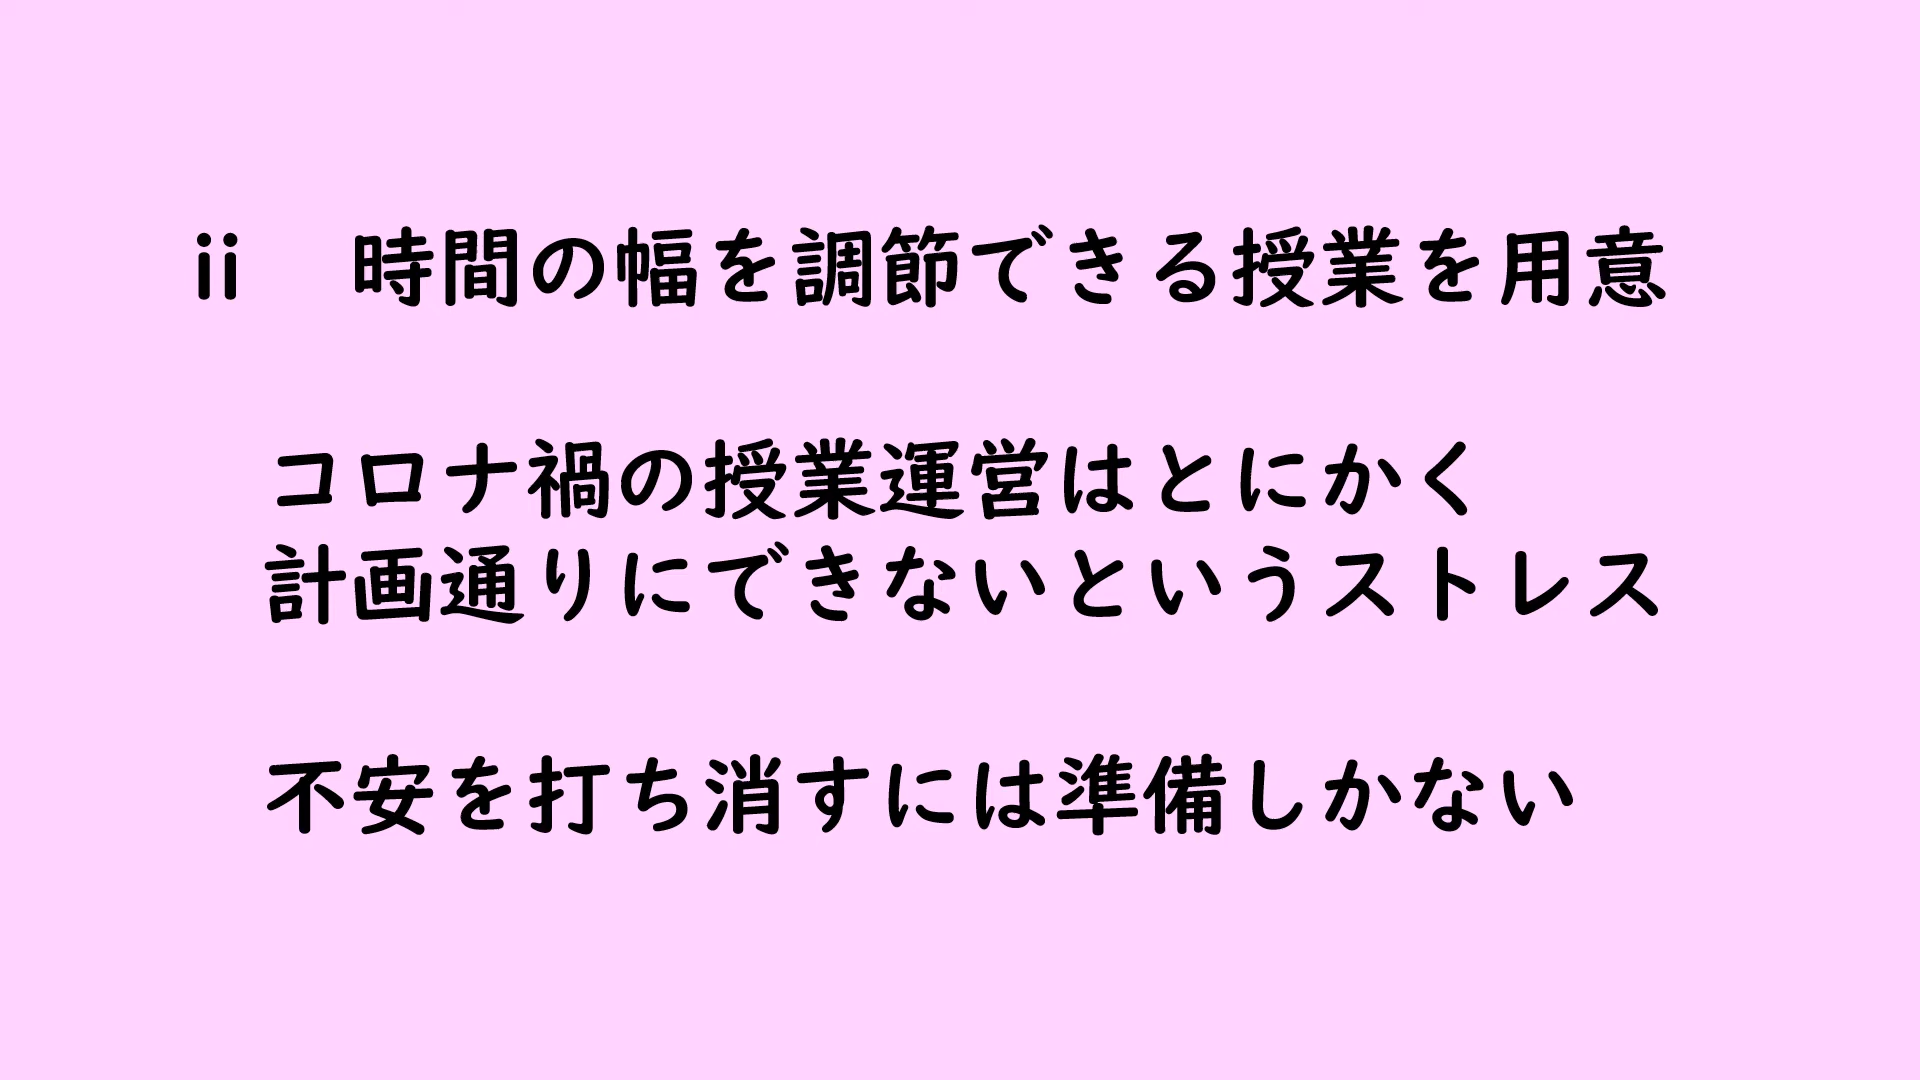 ii　時間の幅を調節できる授業を用意
コロナ禍の授業運営はとにかく
計画通りにできないというストレス
不安を打ち消すには準備しかない